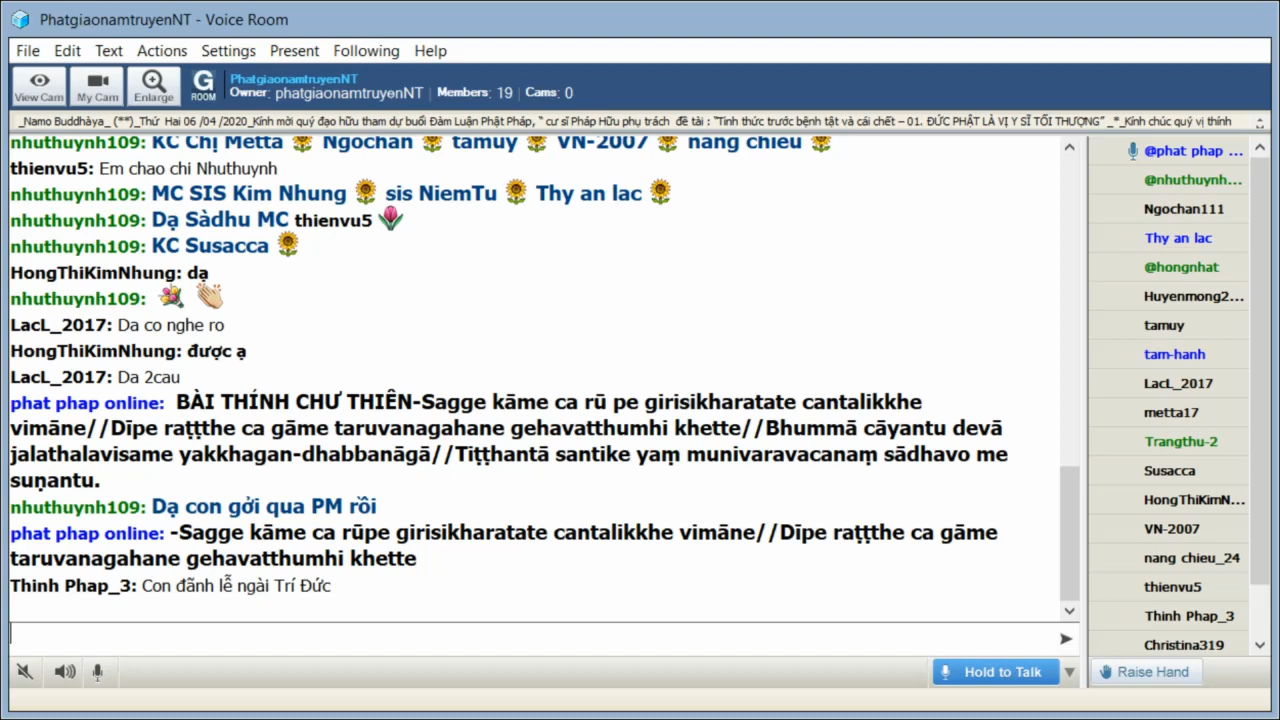 PhatgiaonamtruyenNT - Voice Room
File Edit Text Actions Settings Present Following Help
View Cam My Cam Enlarge G ROOM
PhatgiaonamtruyenNT
Owner: phatgiaonamtruyenNT | Members: 19 | Cams: 0
_Namo Buddhàya_ (**)_Thứ Hai 06 /04 /2020_Kính mời quý đạo hữu tham dự buổi Đàm Luận Phật Pháp, “ cư sĩ Pháp Hữu phụ trách đề tài : "Tỉnh thức trước bệnh tật và cái chết – 01. ĐỨC PHẬT LÀ VỊ Y SĨ TỐI THƯỢNG” _*_Kính chúc quý vị thính
nhuthuynh109: KC Chị Metta Ngochan tamuy VN-2007 nang chieu
thienvu5: Em chao chi Nhuthuynh
nhuthuynh109: MC SIS Kim Nhung sis NiemTu Thy an lac
nhuthuynh109: Dạ Sàdhu MC thienvu5
nhuthuynh109: KC Susacca
HongThiKimNhung: dạ
nhuthuynh109:
LacL_2017: Da co nghe ro
HongThiKimNhung: được ạ
LacL_2017: Da 2cau
phat phap online: BÀI THÍNH CHƯ THIÊN-Sagge kāme ca rū pe girisikharatate cantalikkhe
vimāne//Dīpe raṭṭthe ca gāme taruvanagahane gehavatthumhi khette//Bhummā cāyantu devā
jalathalavisame yakkhagan-dhabbanāgā//Tiṭṭhantā santike yaṃ munivaravacanaṃ sādhavo me
suṇantu.
nhuthuynh109: Dạ con gởi qua PM rồi
phat phap online: -Sagge kāme ca rūpe girisikharatate cantalikkhe vimāne//Dīpe raṭṭthe ca gāme
taruvanagahane gehavatthumhi khette
Thinh Phap_3: Con đãnh lễ ngài Trí Đức
@phat phap ...
@nhuthuynh...
Ngochan111
Thy an lac
@hongnhat
Huyenmong2...
tamuy
tam-hanh
LacL_2017
metta17
Trangthu-2
Susacca
HongThiKimN...
VN-2007
nang chieu_24
thienvu5
Thinh Phap_3
Christina319
Hold to Talk
Raise Hand